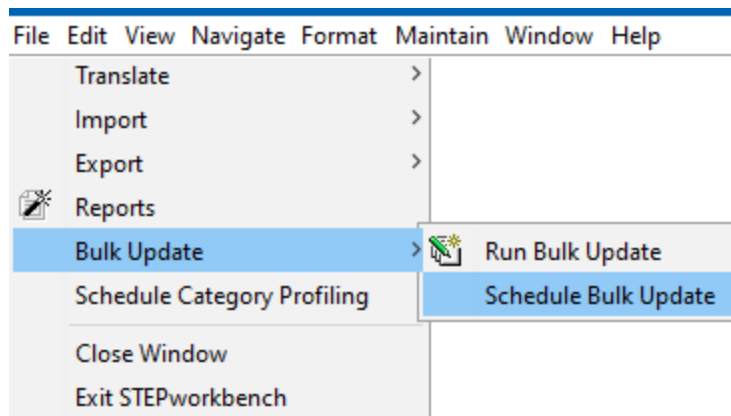 File Edit View Navigate Format Maintain Window Help
Translate
Import
Export
Reports
Bulk Update
Run Bulk Update
Schedule Category Profiling
Schedule Bulk Update
Close Window
Exit STEPworkbench